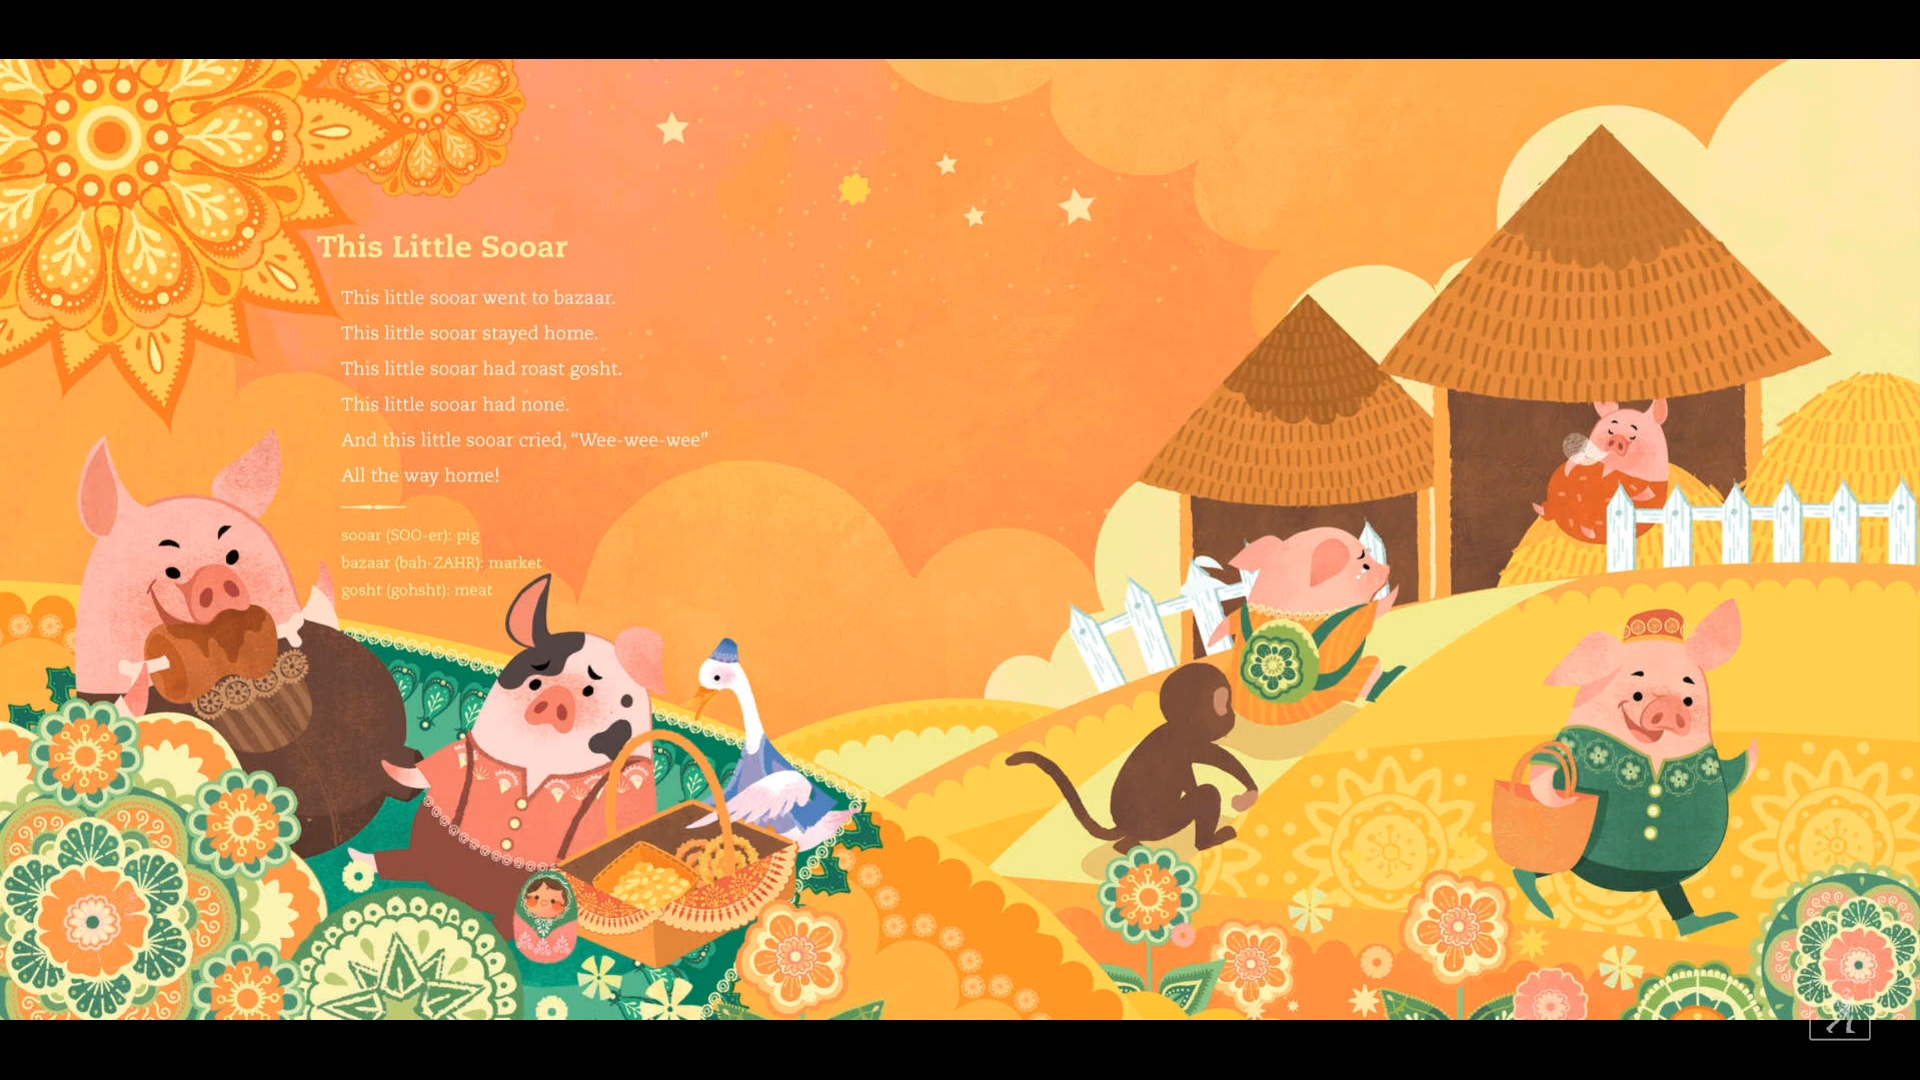 This Little Sooar
This little sooar went to bazaar.
This little sooar stayed home.
This little sooar had roast gosht.
This little sooar had none.
And this little sooar cried, “Wee-wee-wee”
All the way home!
sooar (SOO-er): pig
bazaar (bah-ZAHR): market
gosht (gohsht): meat